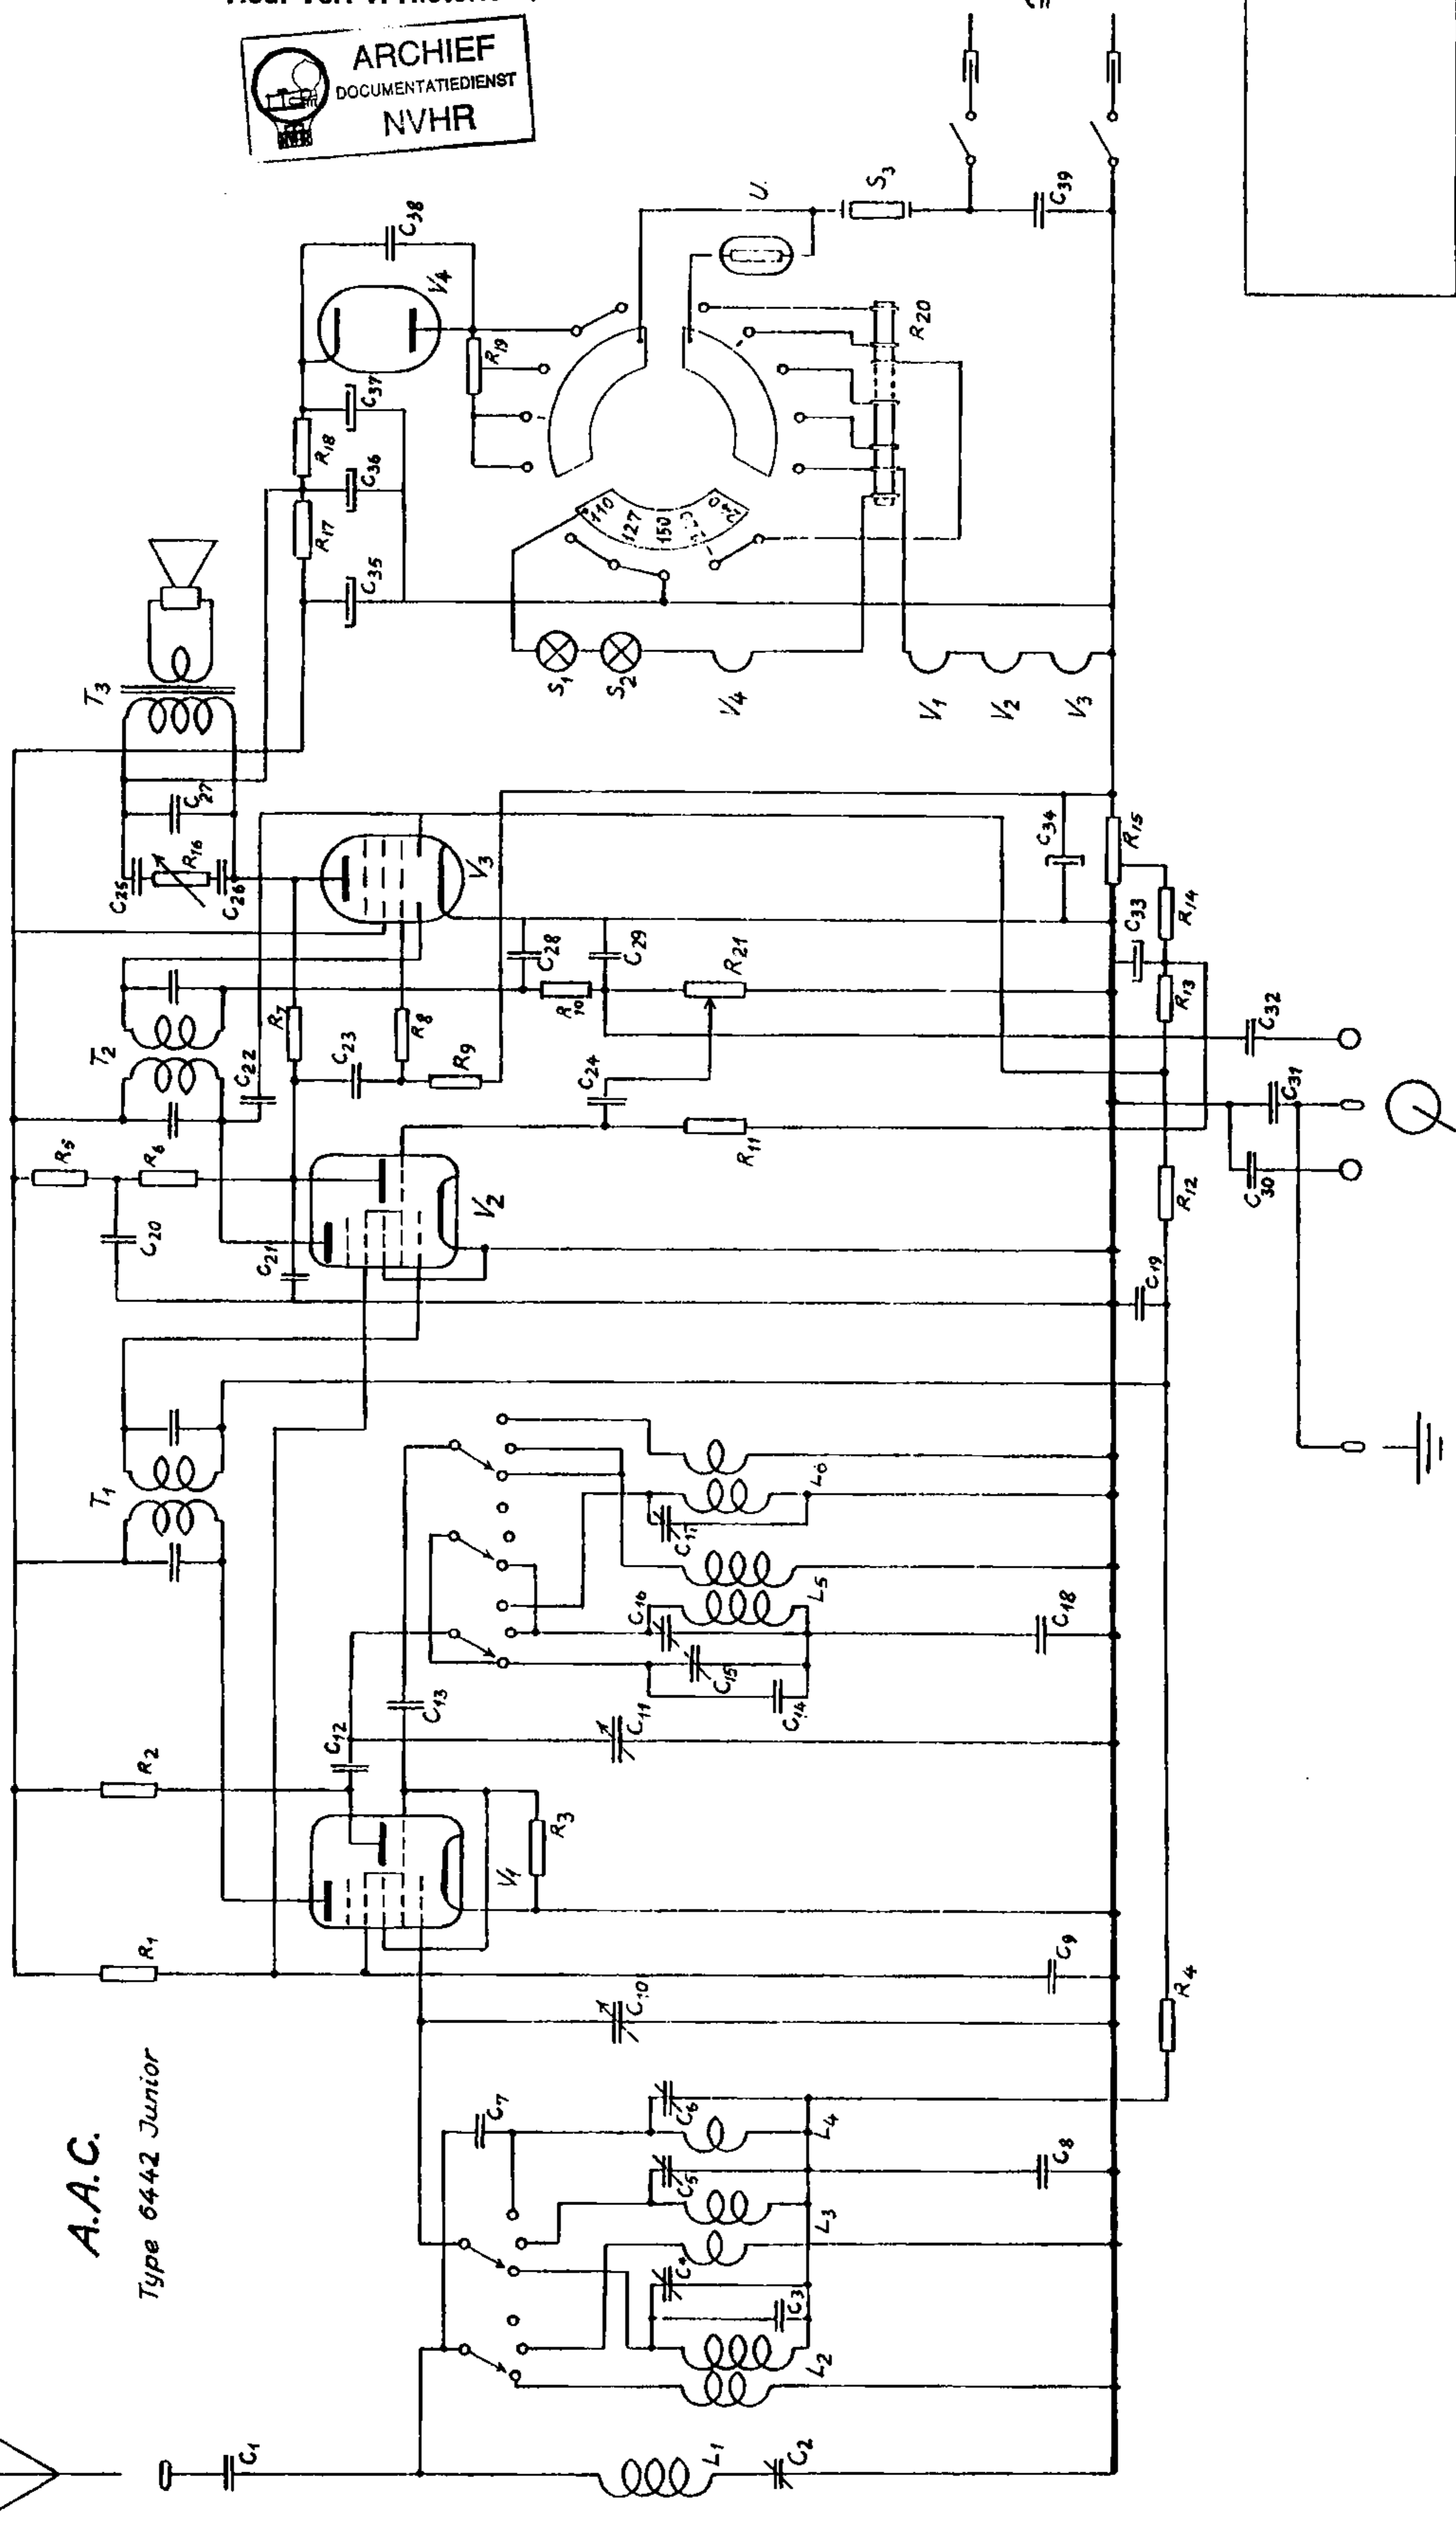 ARCHIEF
DOCUMENTATIEDIENST
NVHR
A.A.C.
Type 6442 Junior
C1
L1
C2
L2
C3
C4
L3
C5
L4
C6
C7
C8
R4
C10
C9
R1
R2
V1
R3
C12
C13
C11
C14
C15
C16
L5
C17
L6
C18
T1
C19
C20
C21
R5
R6
V2
T2
C22
R7
C23
R8
R9
C24
R11
R12
R10
C28
C29
R21
R13
C33
R14
R15
C34
C30
C31
C32
V3
C25
R16
C26
C27
T3
R17
R18
C35
C36
C37
V4
C38
R19
110
127
150
S1
S2
V4
V1
V2
V3
R20
U
S3
C39